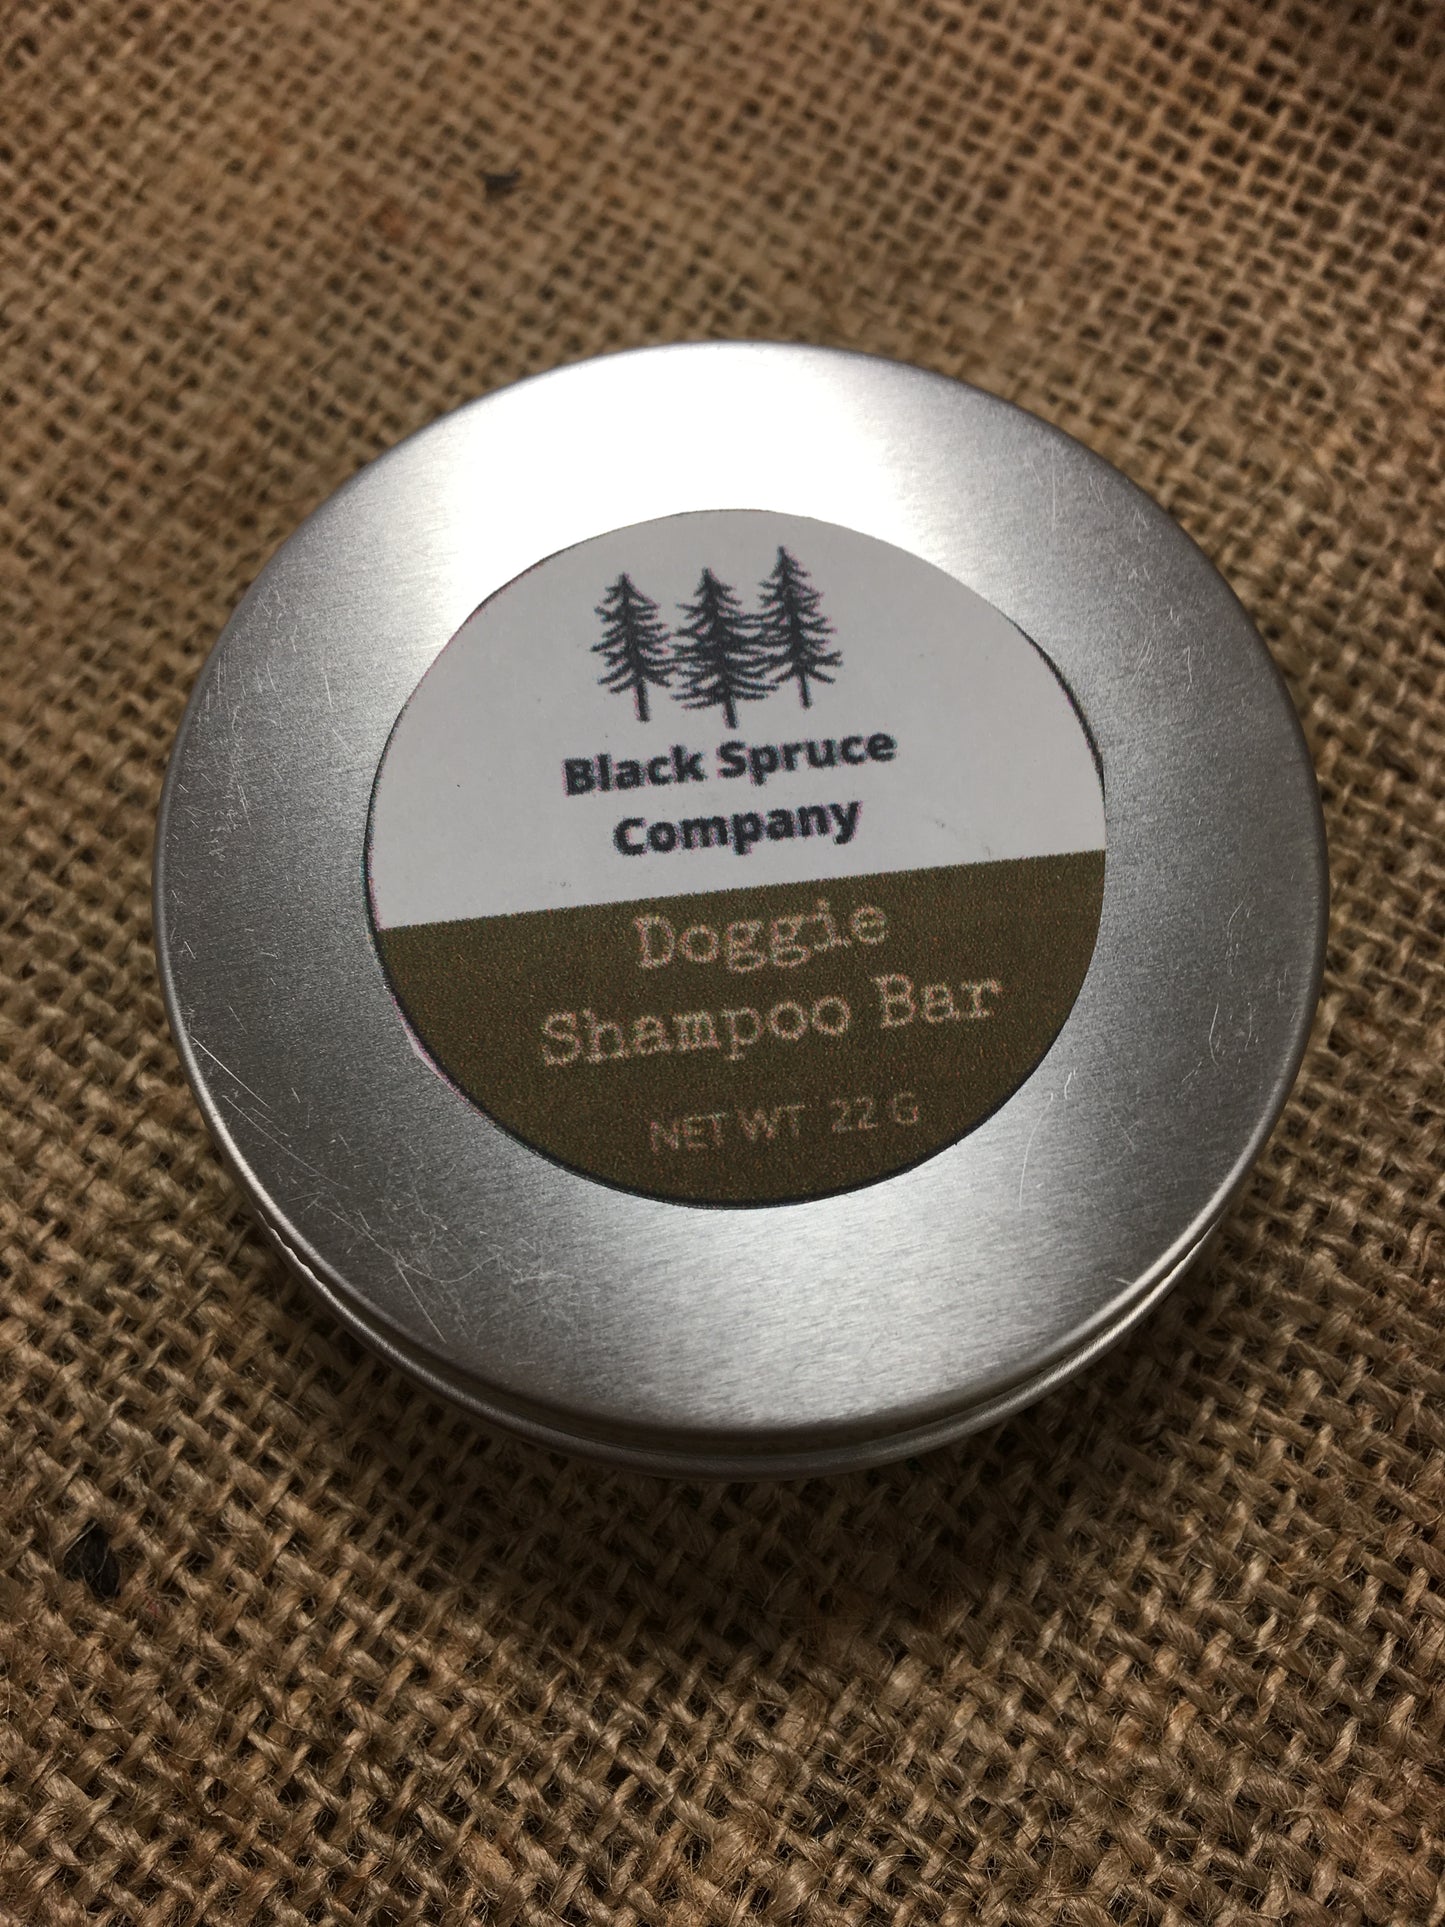 Black Spruce
Company
Doggie
Shampoo Bar
NET WT 22 G